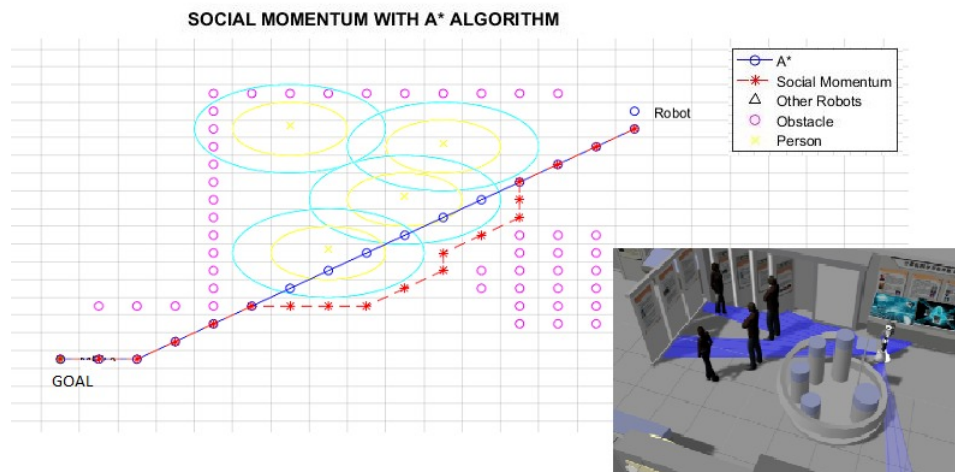 SOCIAL MOMENTUM WITH A* ALGORITHM
A*
Social Momentum
Other Robots
Obstacle
Person
Robot
GOAL